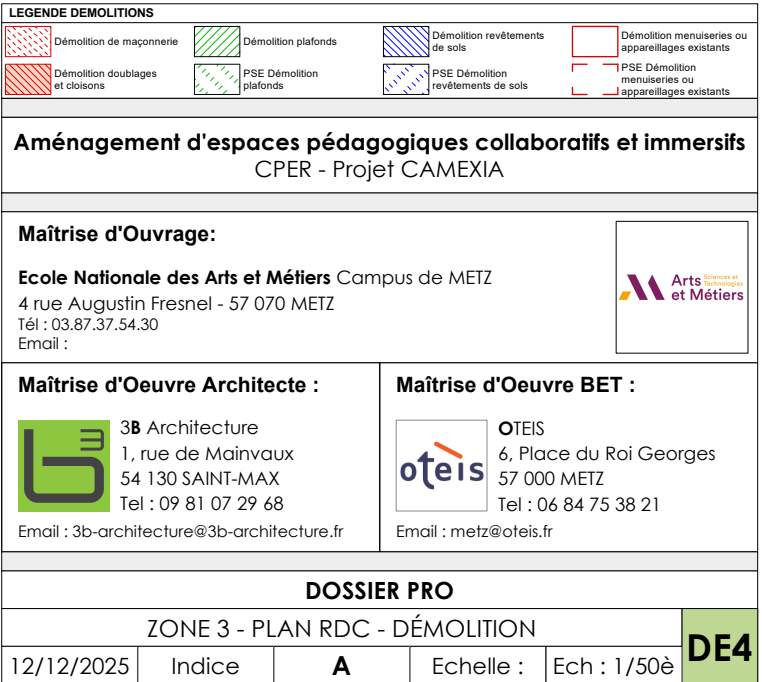 LEGENDE DEMOLITIONS
Démolition de maçonnerie
Démolition plafonds
Démolition revêtements
de sols
Démolition menuiseries ou
appareillages existants
Démolition doublages
et cloisons
PSE Démolition
plafonds
PSE Démolition
revêtements de sols
PSE Démolition
menuiseries ou
appareillages existants
Aménagement d'espaces pédagogiques collaboratifs et immersifs
CPER - Projet CAMEXIA
Maîtrise d'Ouvrage:
Ecole Nationale des Arts et Métiers Campus de METZ
4 rue Augustin Fresnel - 57 070 METZ
Tél : 03.87.37.54.30
Email :
Arts Sciences et
Technologies
et Métiers
Maîtrise d'Oeuvre Architecte :
3B Architecture
1, rue de Mainvaux
54 130 SAINT-MAX
Tel : 09 81 07 29 68
Email : 3b-architecture@3b-architecture.fr
Maîtrise d'Oeuvre BET :
oteis
OTEIS
6, Place du Roi Georges
57 000 METZ
Tel : 06 84 75 38 21
Email : metz@oteis.fr
DOSSIER PRO
ZONE 3 - PLAN RDC - DÉMOLITION
DE4
12/12/2025 Indice A Echelle : Ech : 1/50è